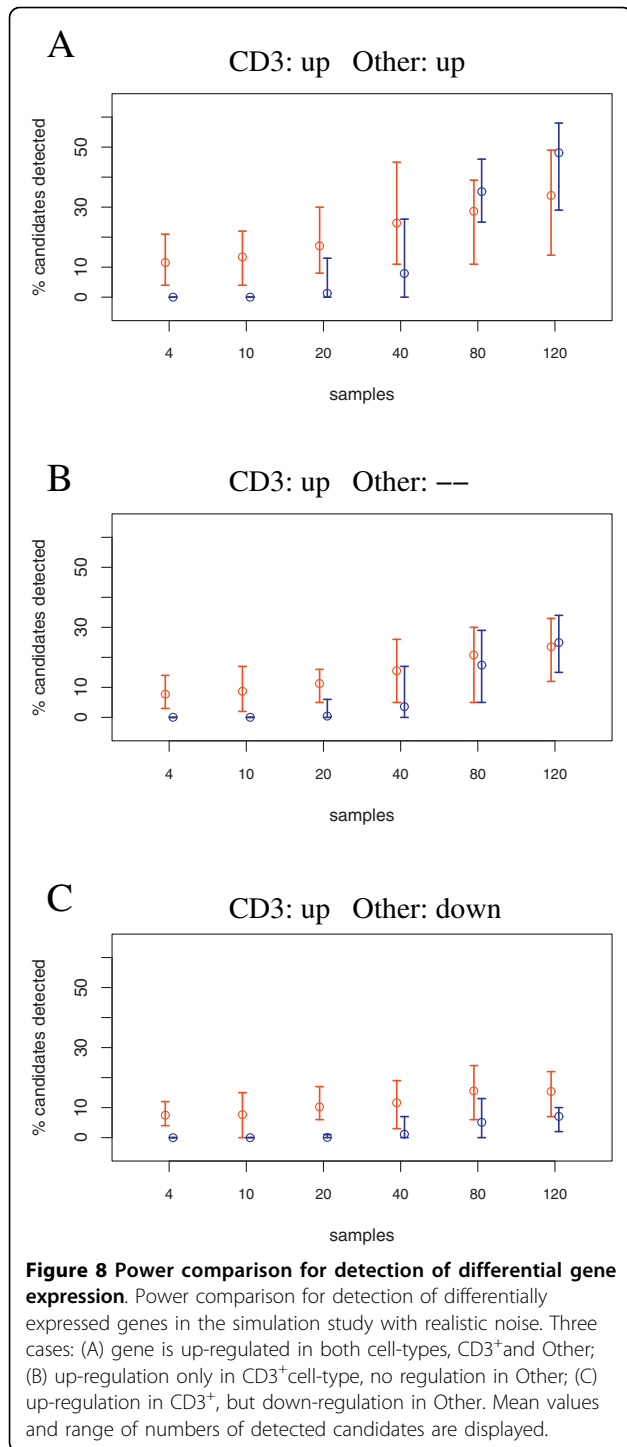 A
CD3: up Other: up
% candidates detected
50
30
10
0
4 10 20 40 80 120
samples
B
CD3: up Other: −−
% candidates detected
50
30
10
0
4 10 20 40 80 120
samples
C
CD3: up Other: down
% candidates detected
50
30
10
0
4 10 20 40 80 120
samples
Figure 8 Power comparison for detection of differential gene
expression. Power comparison for detection of differentially
expressed genes in the simulation study with realistic noise. Three
cases: (A) gene is up-regulated in both cell-types, CD3⁺and Other;
(B) up-regulation only in CD3⁺cell-type, no regulation in Other; (C)
up-regulation in CD3⁺, but down-regulation in Other. Mean values
and range of numbers of detected candidates are displayed.